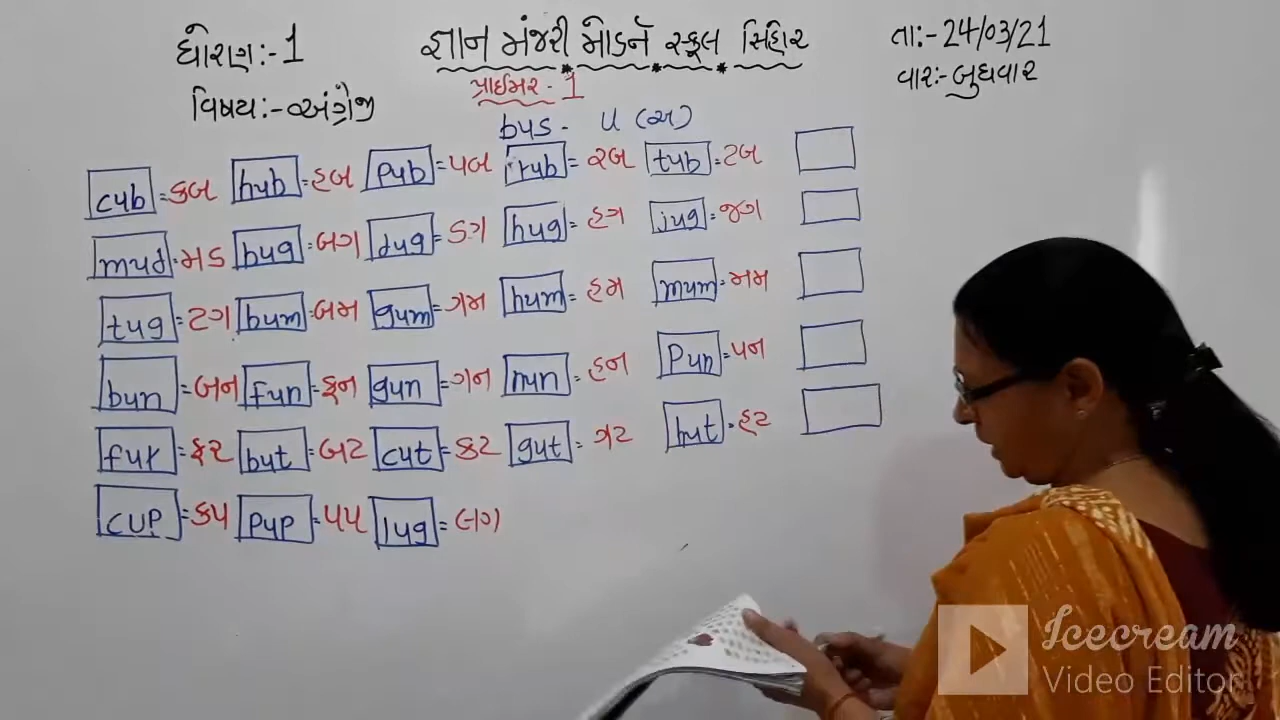 ધોરણ:-1
જ્ઞાન મંજરી મોડર્ન સ્કૂલ સિહોર
તા:-24/03/21
વિષય:-અંગ્રેજી
પ્રાઈમર-1
વાર:-બુધવાર
bus- u (અ)
cub=કબ hub=હબ pub=પબ rub=રબ tub=ટબ
mud=મડ bug=બગ dug=ડગ hug=હગ jug=જગ
tug=ટગ bum=બમ gum=ગમ hum=હમ mum=મમ
bun=બન fun=ફન gun=ગન nun=હન pun=પન
fur=ફર but=બટ cut=કટ gut=ગટ hut=હટ
cup=કપ pup=પપ lug=લગ
Icecream
Video Editor